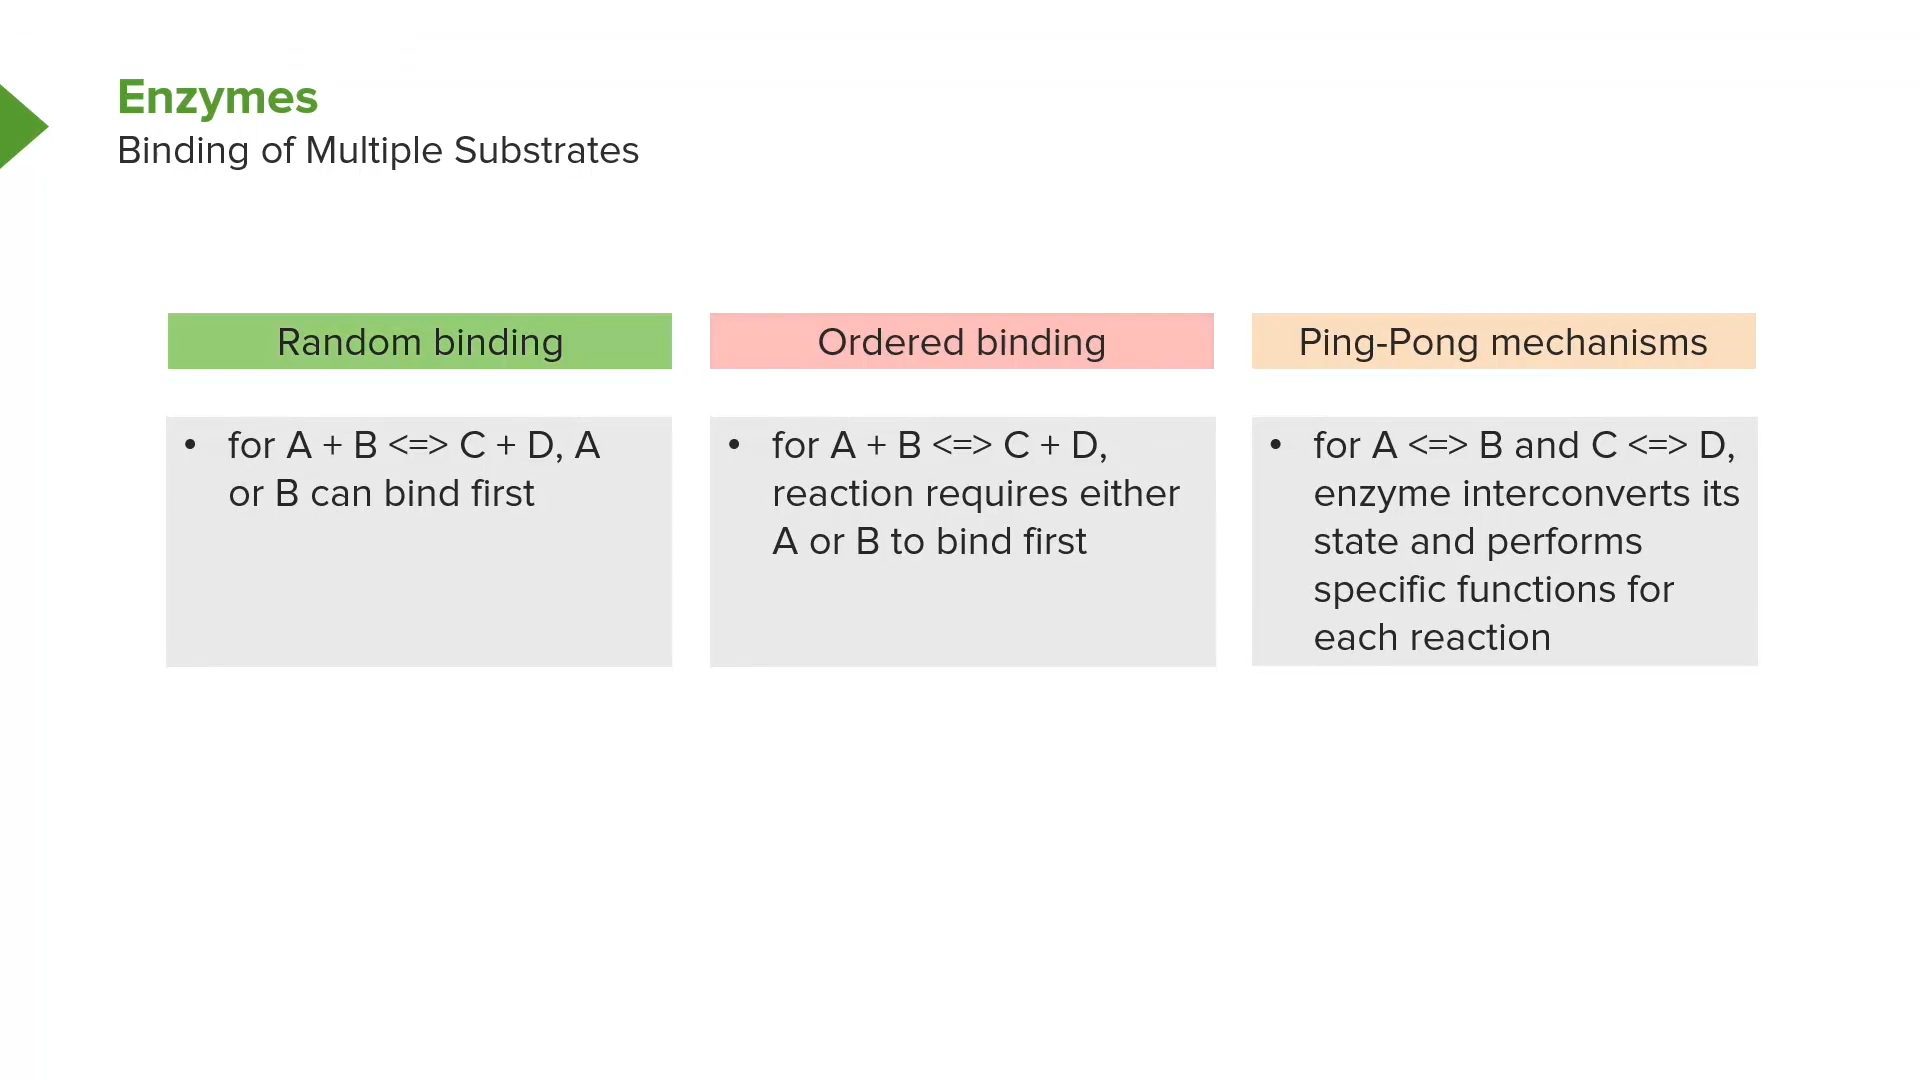 Enzymes
Binding of Multiple Substrates
Random binding
• for A + B <=> C + D, A
or B can bind first
Ordered binding
• for A + B <=> C + D,
reaction requires either
A or B to bind first
Ping-Pong mechanisms
• for A <=> B and C <=> D,
enzyme interconverts its
state and performs
specific functions for
each reaction